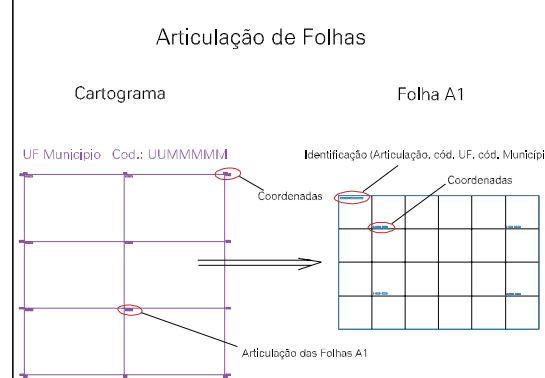 Articulação de Folhas
Cartograma
Folha A1
UF Municipio Cod.: UUMMMMM
Identificação (Articulação, cód. UF, cód. Municípi
Coordenadas
Coordenadas
Articulação das Folhas A1